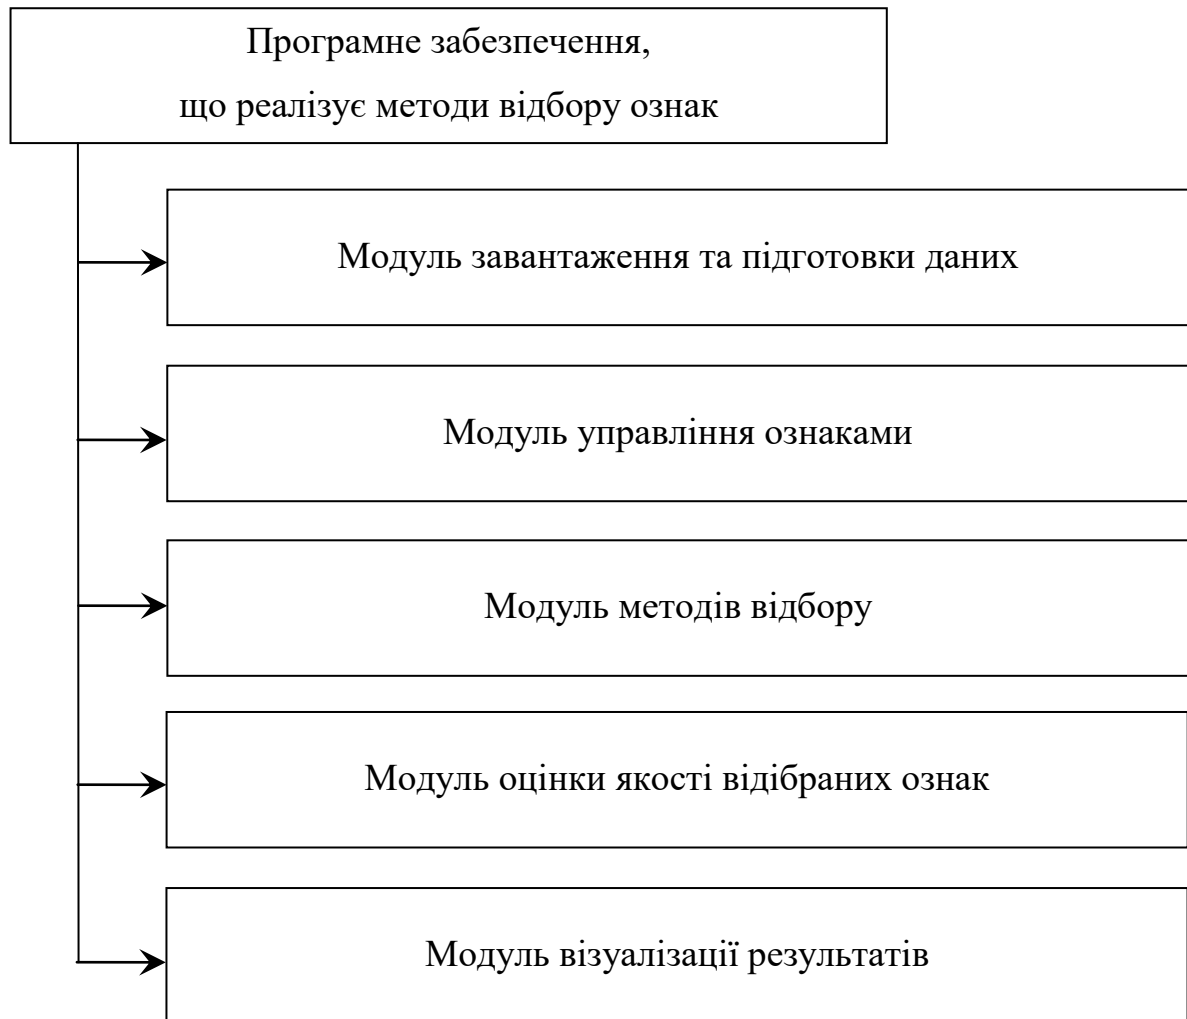 Програмне забезпечення,
що реалізує методи відбору ознак
Модуль завантаження та підготовки даних
Модуль управління ознаками
Модуль методів відбору
Модуль оцінки якості відібраних ознак
Модуль візуалізації результатів